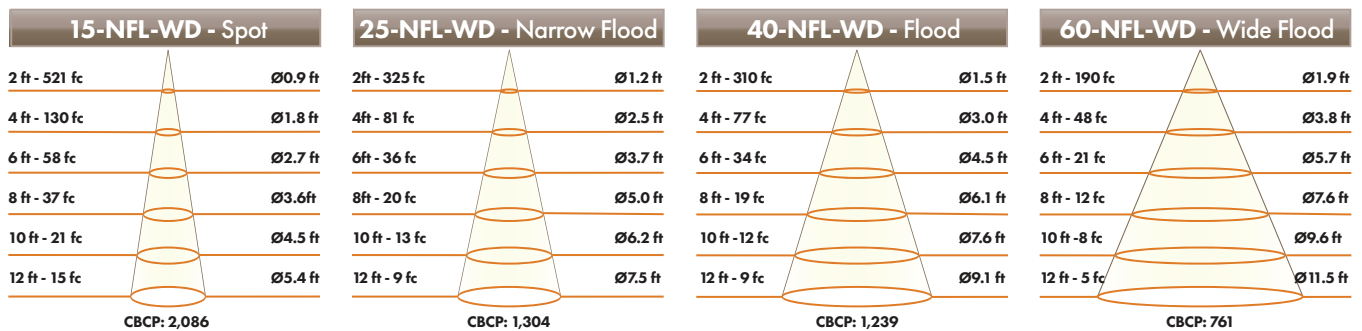 15-NFL-WD - Spot
2 ft - 521 fc Ø0.9 ft
4 ft - 130 fc Ø1.8 ft
6 ft - 58 fc Ø2.7 ft
8 ft - 37 fc Ø3.6ft
10 ft - 21 fc Ø4.5 ft
12 ft - 15 fc Ø5.4 ft
CBCP: 2,086
25-NFL-WD - Narrow Flood
2ft - 325 fc Ø1.2 ft
4ft - 81 fc Ø2.5 ft
6ft - 36 fc Ø3.7 ft
8ft - 20 fc Ø5.0 ft
10 ft - 13 fc Ø6.2 ft
12 ft - 9 fc Ø7.5 ft
CBCP: 1,304
40-NFL-WD - Flood
2 ft - 310 fc Ø1.5 ft
4 ft - 77 fc Ø3.0 ft
6 ft - 34 fc Ø4.5 ft
8 ft - 19 fc Ø6.1 ft
10 ft -12 fc Ø7.6 ft
12 ft - 9 fc Ø9.1 ft
CBCP: 1,239
60-NFL-WD - Wide Flood
2 ft - 190 fc Ø1.9 ft
4 ft - 48 fc Ø3.8 ft
6 ft - 21 fc Ø5.7 ft
8 ft - 12 fc Ø7.6 ft
10 ft -8 fc Ø9.6 ft
12 ft - 5 fc Ø11.5 ft
CBCP: 761